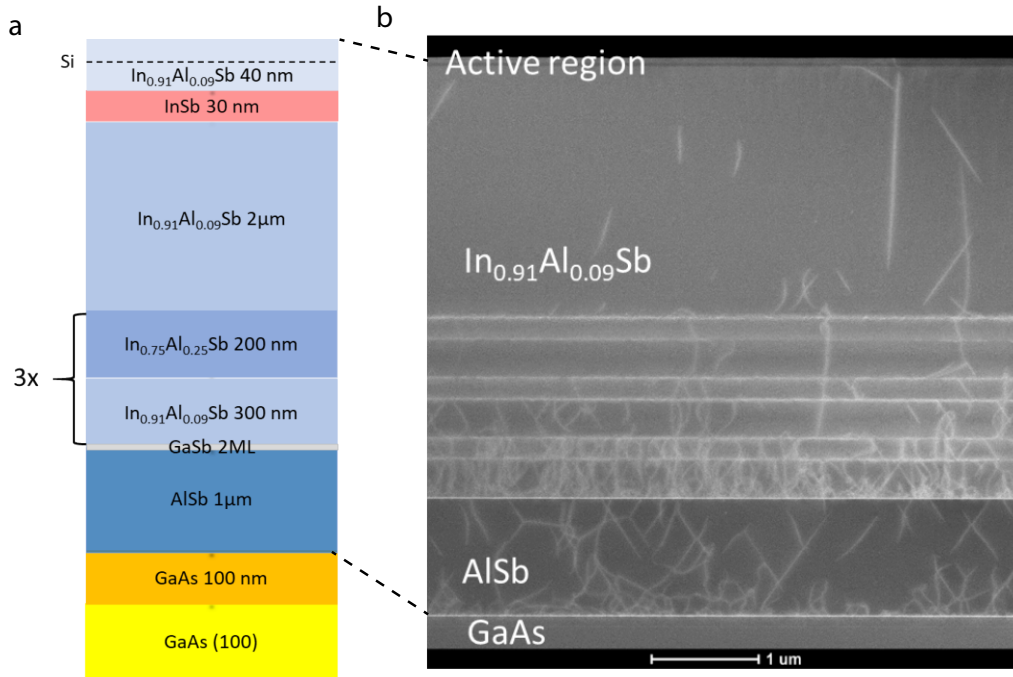 a
Si
In0.91Al0.09Sb 40 nm
InSb 30 nm
In0.91Al0.09Sb 2µm
3x
In0.75Al0.25Sb 200 nm
In0.91Al0.09Sb 300 nm
GaSb 2ML
AlSb 1µm
GaAs 100 nm
GaAs (100)
b
Active region
In0.91Al0.09Sb
AlSb
GaAs
1 um